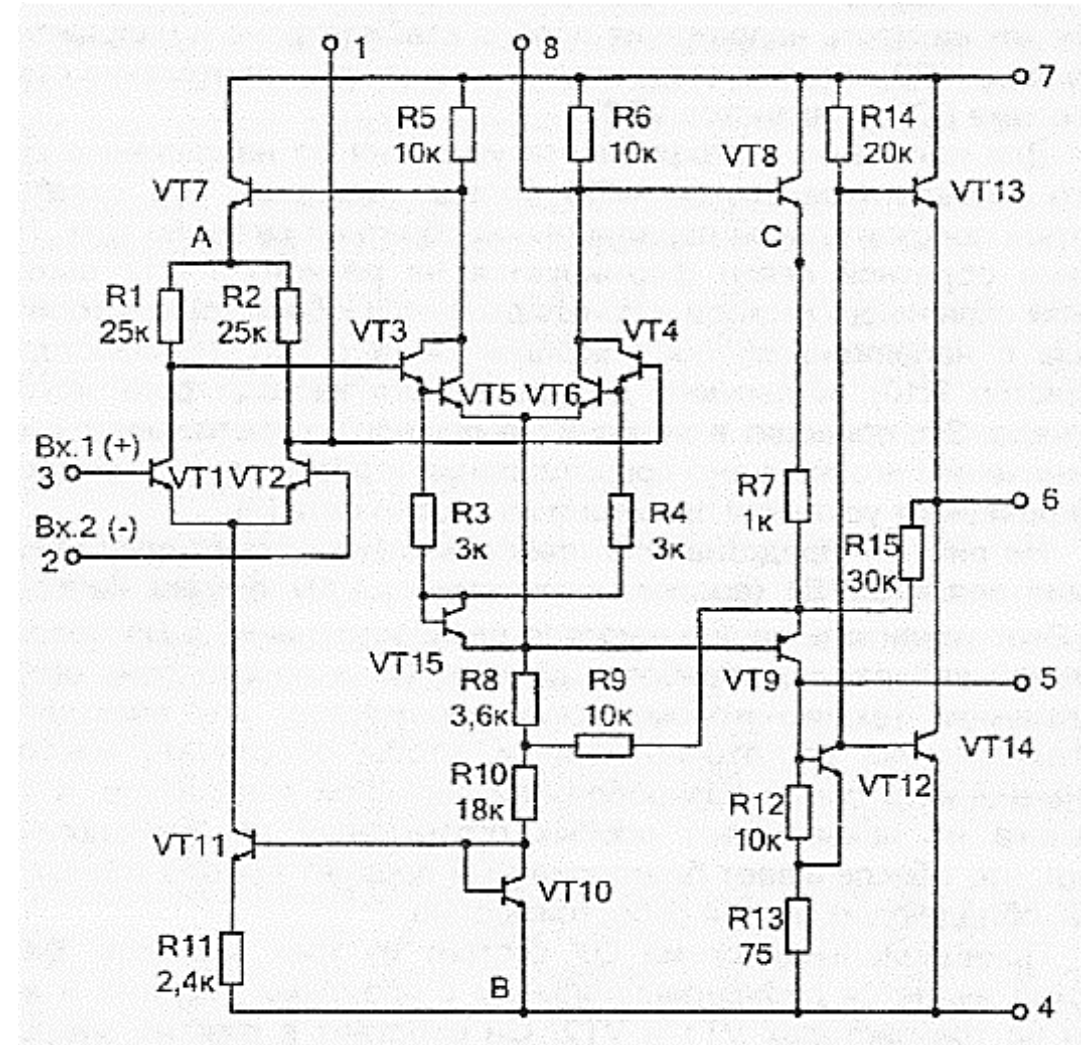 1
8
7
R5
10к
R6
10к
R14
20к
VT7
VT8
VT13
A
C
R1
25к
R2
25к
VT3
VT4
VT5
VT6
Вх.1 (+)
3
VT1
VT2
Вх.2 (-)
2
R3
3к
R4
3к
R7
1к
6
R15
30к
VT15
VT9
5
R8
3,6к
R9
10к
VT14
R10
18к
R12
10к
VT12
VT11
VT10
R13
75
R11
2,4к
B
4